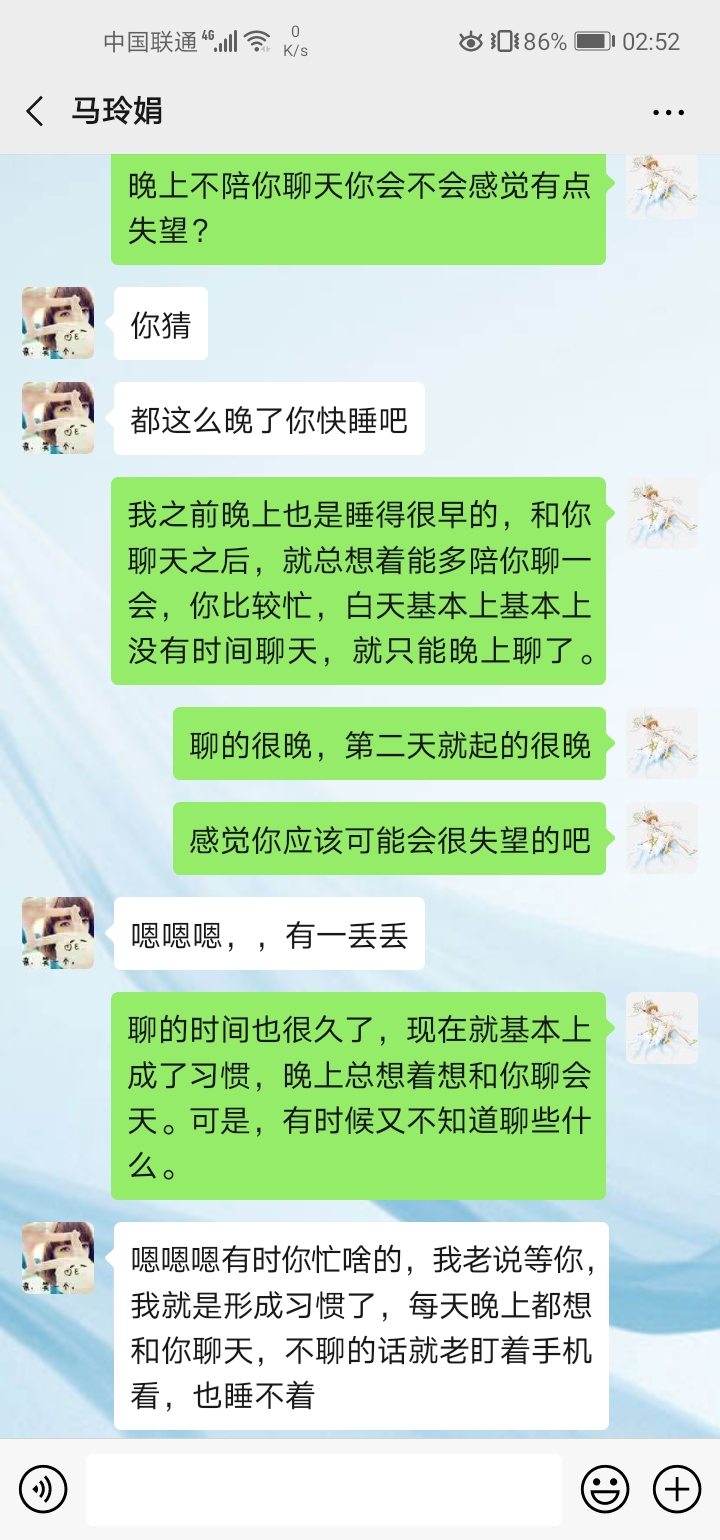 中国联通 4G 0 K/s 86% 02:52
马玲娟
晚上不陪你聊天你会不会感觉有点
失望？
你猜
都这么晚了你快睡吧
我之前晚上也是睡得很早的，和你
聊天之后，就总想着能多陪你聊一
会，你比较忙，白天基本上基本上
没有时间聊天，就只能晚上聊了。
聊的很晚，第二天就起的很晚
感觉你应该可能会很失望的吧
嗯嗯嗯，，有一丢丢
聊的时间也很久了，现在就基本上
成了习惯，晚上总想着想和你聊会
天。可是，有时候又不知道聊些什
么。
嗯嗯嗯有时你忙啥的，我老说等你，
我就是形成习惯了，每天晚上都想
和你聊天，不聊的话就老盯着手机
看，也睡不着